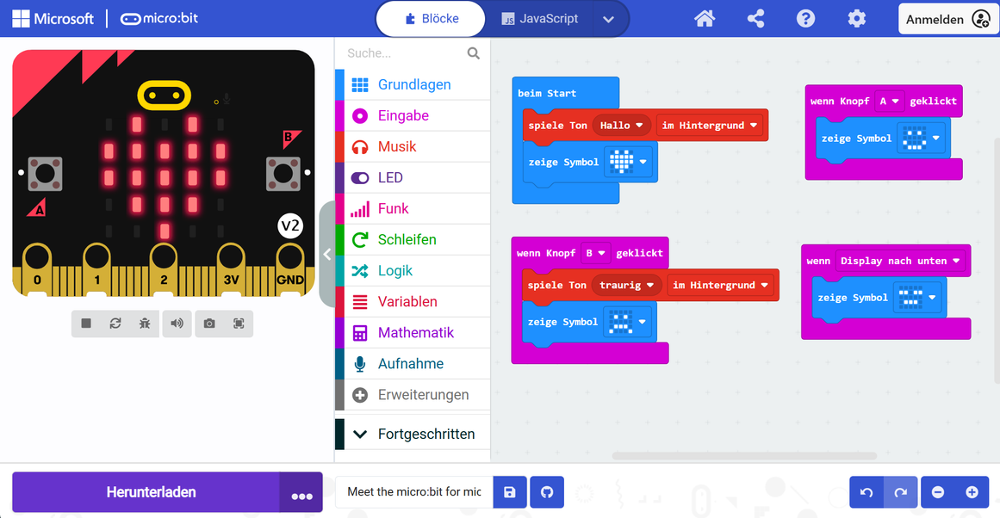 Microsoft
micro:bit
Blöcke
JS JavaScript
Anmelden
B
A
V2
0 1 2 3V GND
Suche...
Grundlagen
Eingabe
Musik
LED
Funk
Schleifen
Logik
Variablen
Mathematik
Aufnahme
Erweiterungen
Fortgeschritten
beim Start
spiele Ton Hallo im Hintergrund
zeige Symbol
wenn Knopf A geklickt
zeige Symbol
wenn Knopf B geklickt
spiele Ton traurig im Hintergrund
zeige Symbol
wenn Display nach unten
zeige Symbol
Herunterladen
Meet the micro:bit for mic